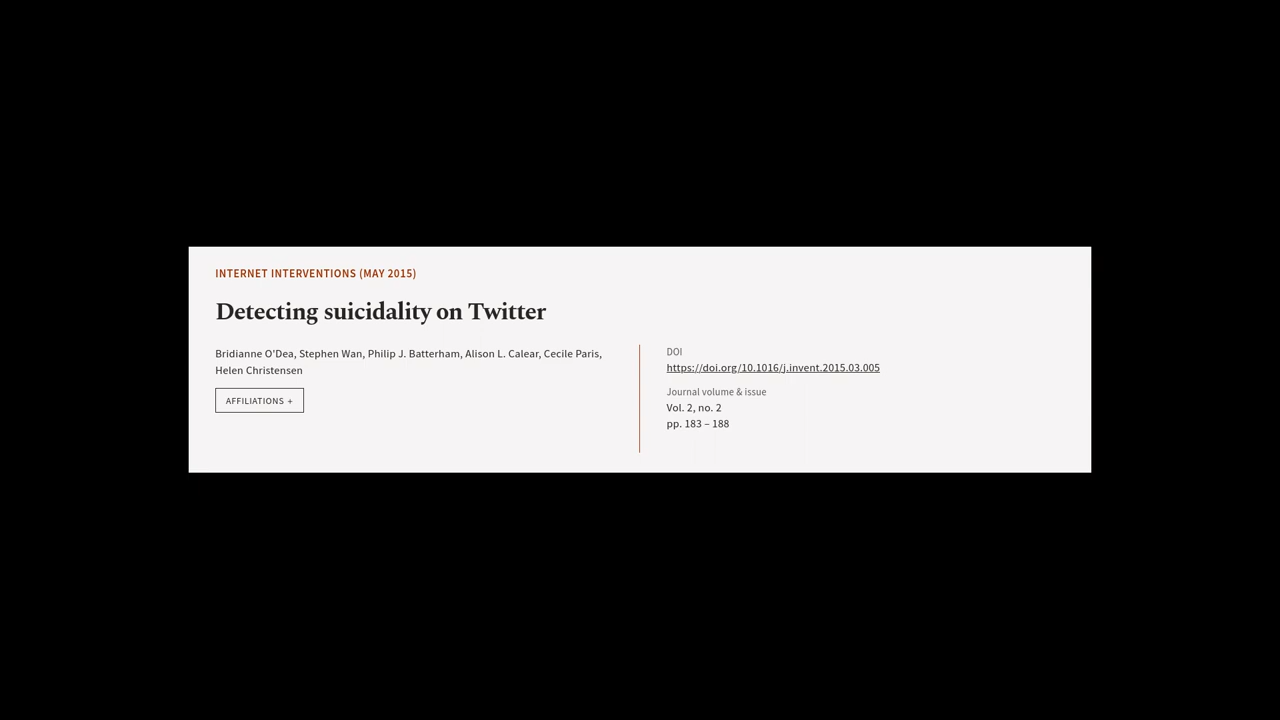 INTERNET INTERVENTIONS (MAY 2015)
Detecting suicidality on Twitter
Bridianne O'Dea, Stephen Wan, Philip J. Batterham, Alison L. Calear, Cecile Paris,
Helen Christensen
AFFILIATIONS +
DOI
https://doi.org/10.1016/j.invent.2015.03.005
Journal volume & issue
Vol. 2, no. 2
pp. 183 – 188